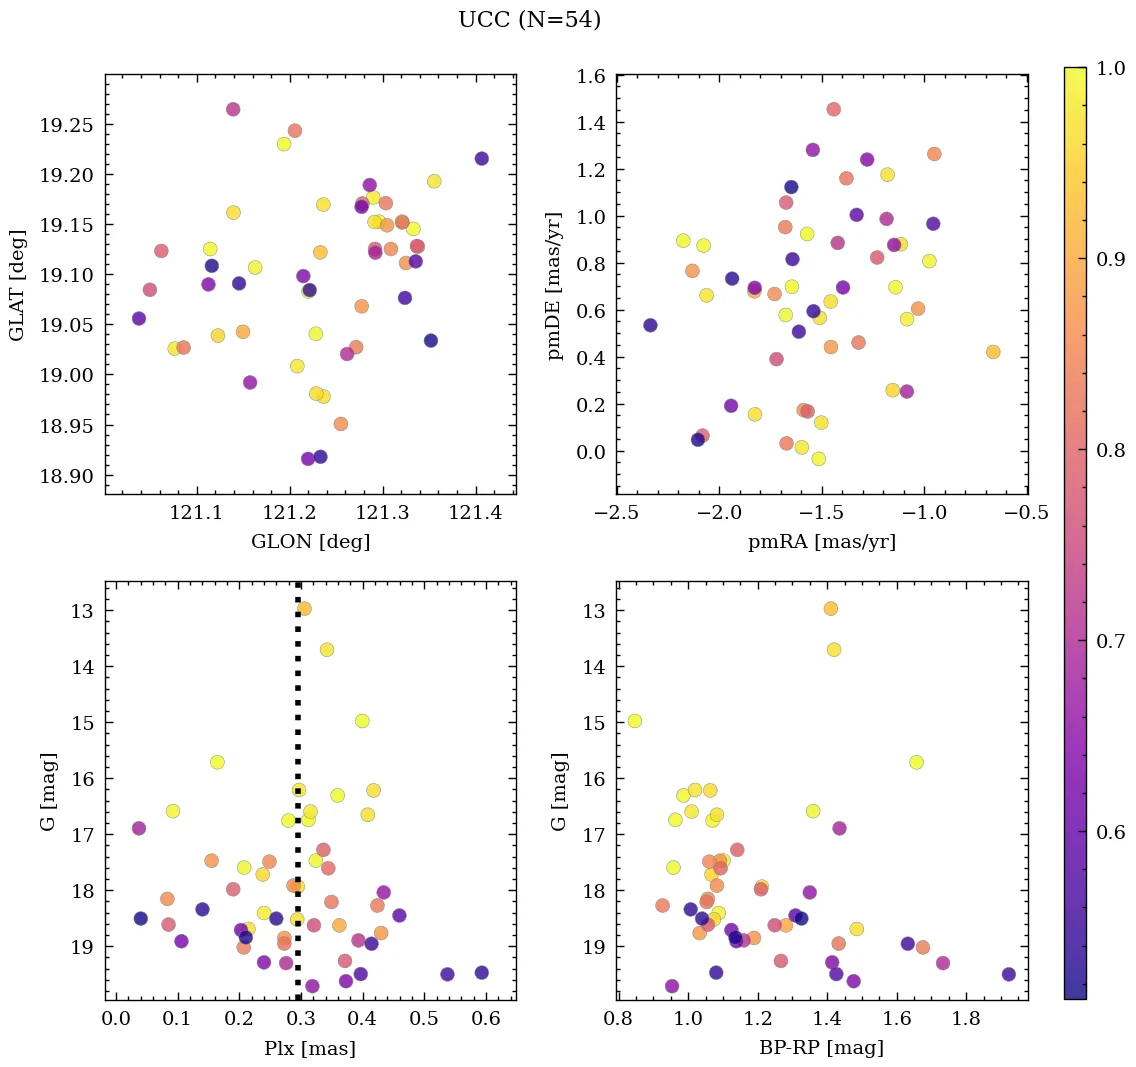 UCC (N=54)
19.25
19.20
19.15
19.10
19.05
19.00
18.95
18.90
GLAT [deg]
121.1 121.2 121.3 121.4
GLON [deg]
1.6
1.4
1.2
1.0
0.8
0.6
0.4
0.2
0.0
pmDE [mas/yr]
−2.5 −2.0 −1.5 −1.0 −0.5
pmRA [mas/yr]
13
14
15
16
17
18
19
G [mag]
0.0 0.1 0.2 0.3 0.4 0.5 0.6
Plx [mas]
13
14
15
16
17
18
19
G [mag]
0.8 1.0 1.2 1.4 1.6 1.8
BP-RP [mag]
1.0
0.9
0.8
0.7
0.6